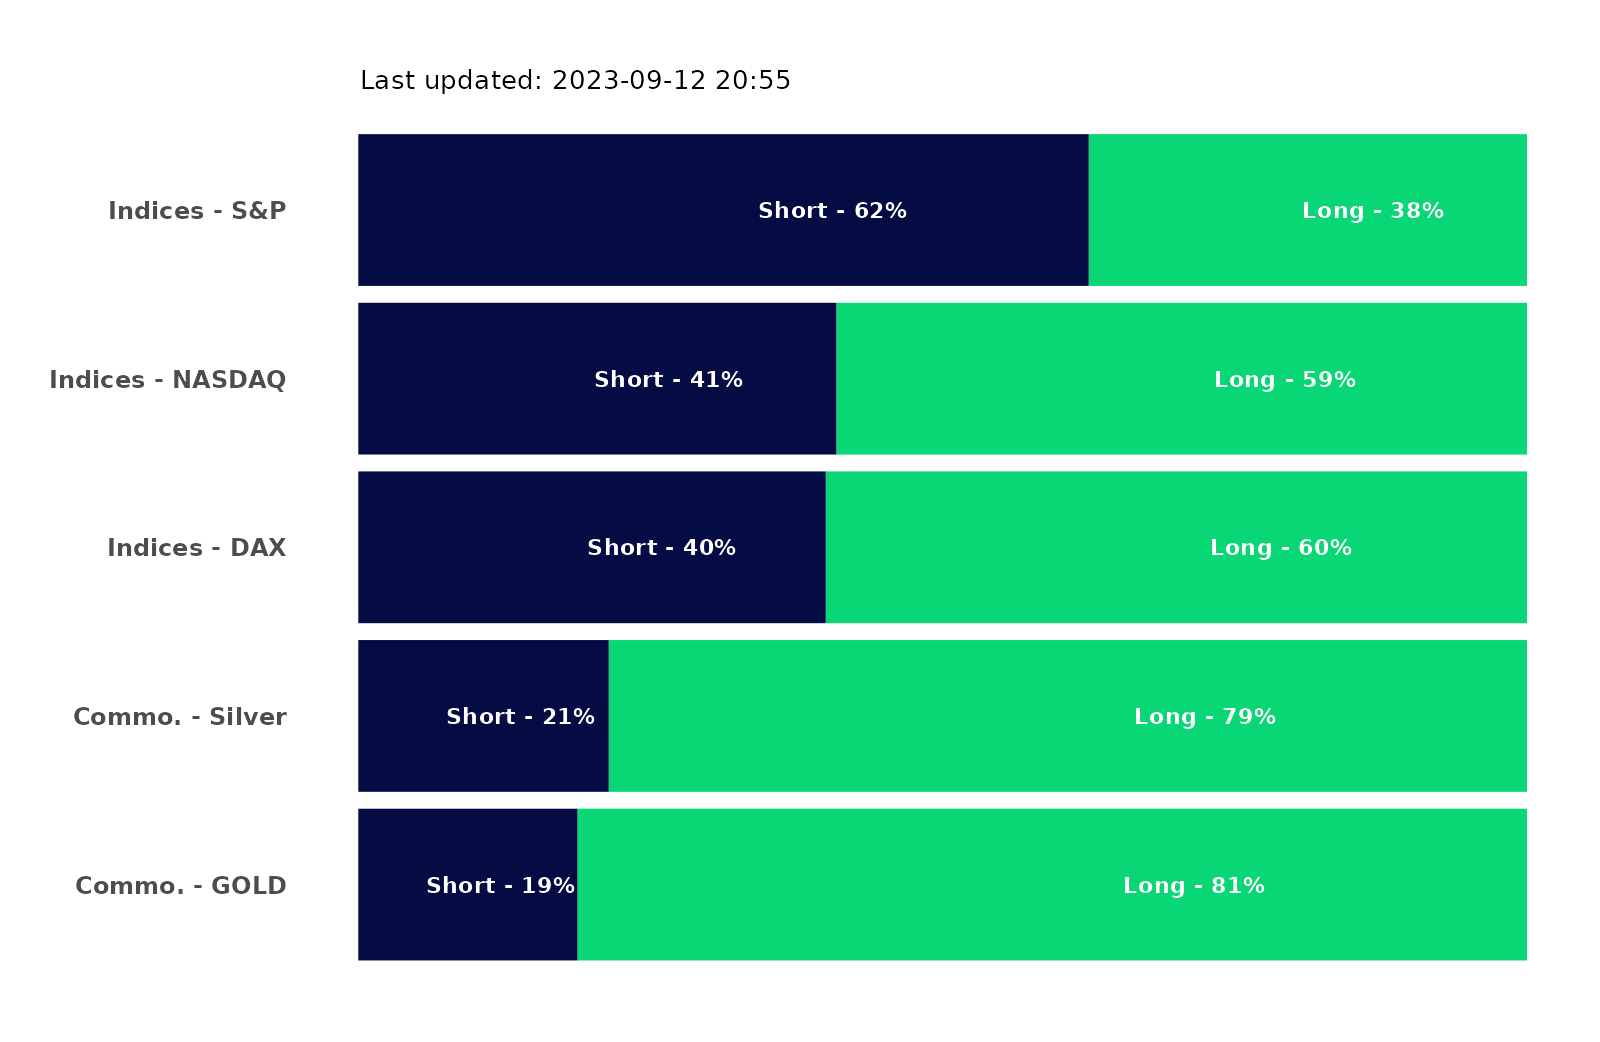 Last updated: 2023-09-12 20:55
Indices - S&P Short - 62% Long - 38%
Indices - NASDAQ Short - 41% Long - 59%
Indices - DAX Short - 40% Long - 60%
Commo. - Silver Short - 21% Long - 79%
Commo. - GOLD Short - 19% Long - 81%